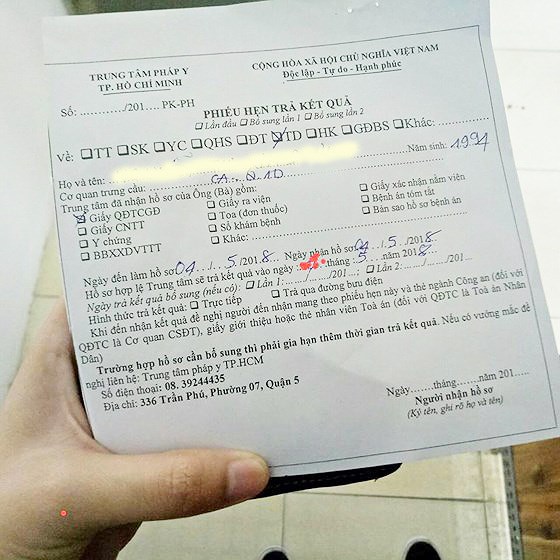 TRUNG TÂM PHÁP Y
TP. HỒ CHÍ MINH
CỘNG HÒA XÃ HỘI CHỦ NGHĨA VIỆT NAM
Độc lập - Tự do - Hạnh phúc
Số: ............/201..... PK-PH
PHIẾU HẸN TRẢ KẾT QUẢ
☐ Lần đầu ☐ Bổ sung lần 1 ☐ Bổ sung lần 2
Về: ☐TT ☐SK ☐YC ☐QHS ☐ĐT ☑TD ☐HK ☐GĐBS ☐Khác:
Họ và tên: Năm sinh: 1994
Cơ quan trưng cầu: CA. Q.1D
Trung tâm đã nhận hồ sơ của Ông (Bà) gồm:
☑ Giấy QĐTCGĐ ☐ Giấy ra viện ☐ Giấy xác nhận nằm viện
☐ Giấy CNTT ☐ Toa (đơn thuốc) ☐ Bệnh án tóm tắt
☐ Y chứng ☐ Sổ khám bệnh ☐ Bản sao hồ sơ bệnh án
☐ BBXXDVTTT ☐ Khác:
Ngày đến làm hồ sơ 04 / 5 /2018. Ngày nhận hồ sơ 04 / 5 /2018
Hồ sơ hợp lệ Trung tâm sẽ trả kết quả vào ngày: tháng 5 năm 2018
Ngày trả kết quả bổ sung (nếu có): ☐ Lần 1: ....../....../201...; ☐ Lần 2: ....../....../201...
Hình thức trả kết quả: ☐ Trực tiếp ☐ Trả qua đường bưu điện
Khi đến nhận kết quả đề nghị người đến nhận mang theo phiếu hẹn này và thẻ ngành Công an (đối với
QĐTC là Cơ quan CSĐT), giấy giới thiệu hoặc thẻ nhân viên Toà án (đối với QĐTC là Toà án Nhân
Dân)
Trường hợp hồ sơ cần bổ sung thì phải gia hạn thêm thời gian trả kết quả. Nếu có vướng mắc đề
nghị liên hệ: Trung tâm pháp y TP.HCM
Số điện thoại: 08. 39244435
Địa chỉ: 336 Trần Phú, Phường 07, Quận 5
Ngày.......tháng.......năm 201.....
Người nhận hồ sơ
(Ký tên, ghi rõ họ và tên)